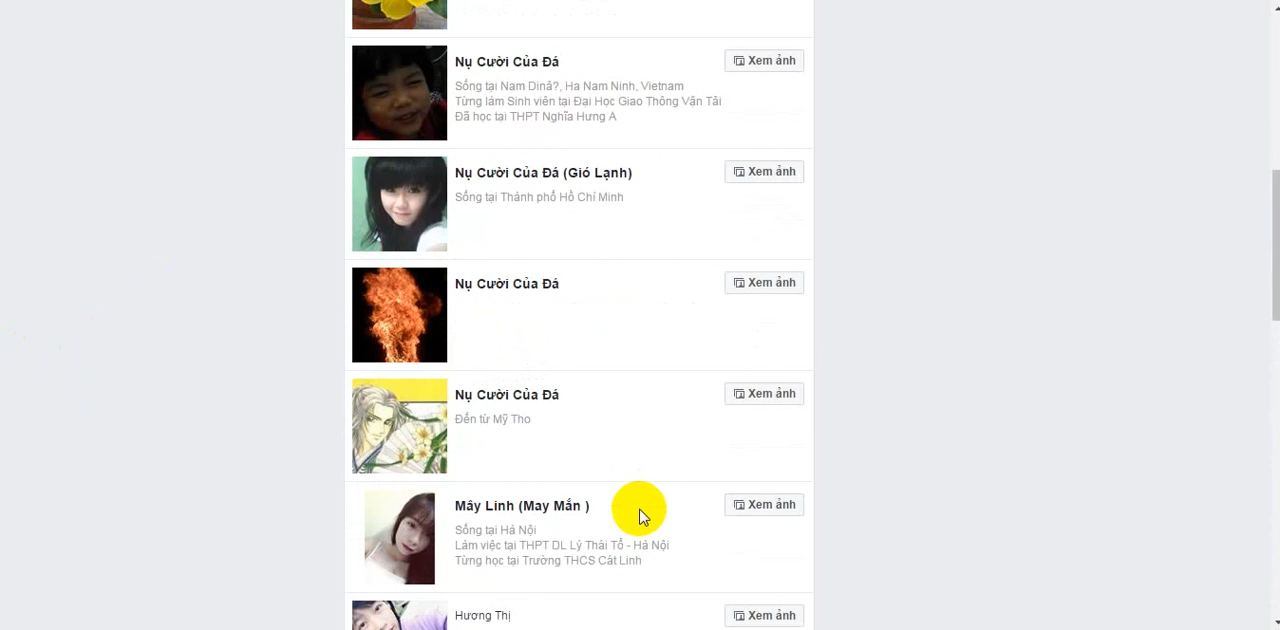 Nụ Cười Của Đá
Xem ảnh
Sống tại Nam Dină?, Ha Nam Ninh, Vietnam
Từng làm Sinh viên tại Đại Học Giao Thông Vận Tải
Đã học tại THPT Nghĩa Hưng A
Nụ Cười Của Đá (Gió Lạnh)
Xem ảnh
Sống tại Thành phố Hồ Chí Minh
Nụ Cười Của Đá
Xem ảnh
Nụ Cười Của Đá
Xem ảnh
Đến từ Mỹ Tho
Mây Linh (May Mắn )
Xem ảnh
Sống tại Hà Nội
Làm việc tại THPT DL Lý Thái Tổ - Hà Nội
Từng học tại Trường THCS Cát Linh
Hương Thị
Xem ảnh